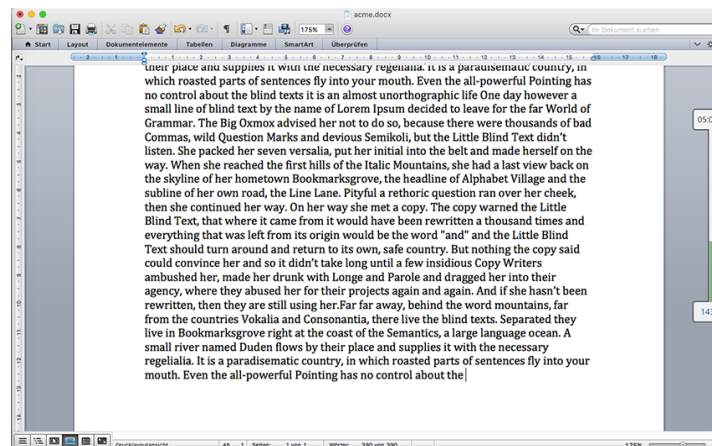 acme.docx
175%
Im Dokument suchen
Start Layout Dokumentelemente Tabellen Diagramme SmartArt Überprüfen
their place and supplies it with the necessary regelialia. It is a paradisematic country, in
which roasted parts of sentences fly into your mouth. Even the all-powerful Pointing has
no control about the blind texts it is an almost unorthographic life One day however a
small line of blind text by the name of Lorem Ipsum decided to leave for the far World of
Grammar. The Big Oxmox advised her not to do so, because there were thousands of bad
Commas, wild Question Marks and devious Semikoli, but the Little Blind Text didn't
listen. She packed her seven versalia, put her initial into the belt and made herself on the
way. When she reached the first hills of the Italic Mountains, she had a last view back on
the skyline of her hometown Bookmarksgrove, the headline of Alphabet Village and the
subline of her own road, the Line Lane. Pityful a rethoric question ran over her cheek,
then she continued her way. On her way she met a copy. The copy warned the Little
Blind Text, that where it came from it would have been rewritten a thousand times and
everything that was left from its origin would be the word "and" and the Little Blind
Text should turn around and return to its own, safe country. But nothing the copy said
could convince her and so it didn't take long until a few insidious Copy Writers
ambushed her, made her drunk with Longe and Parole and dragged her into their
agency, where they abused her for their projects again and again. And if she hasn't been
rewritten, then they are still using her.Far far away, behind the word mountains, far
from the countries Vokalia and Consonantia, there live the blind texts. Separated they
live in Bookmarksgrove right at the coast of the Semantics, a large language ocean. A
small river named Duden flows by their place and supplies it with the necessary
regelialia. It is a paradisematic country, in which roasted parts of sentences fly into your
mouth. Even the all-powerful Pointing has no control about the
Drucklayoutansicht Ab 1 Seiten: 1 von 1 Wörter: 390 von 390 175%